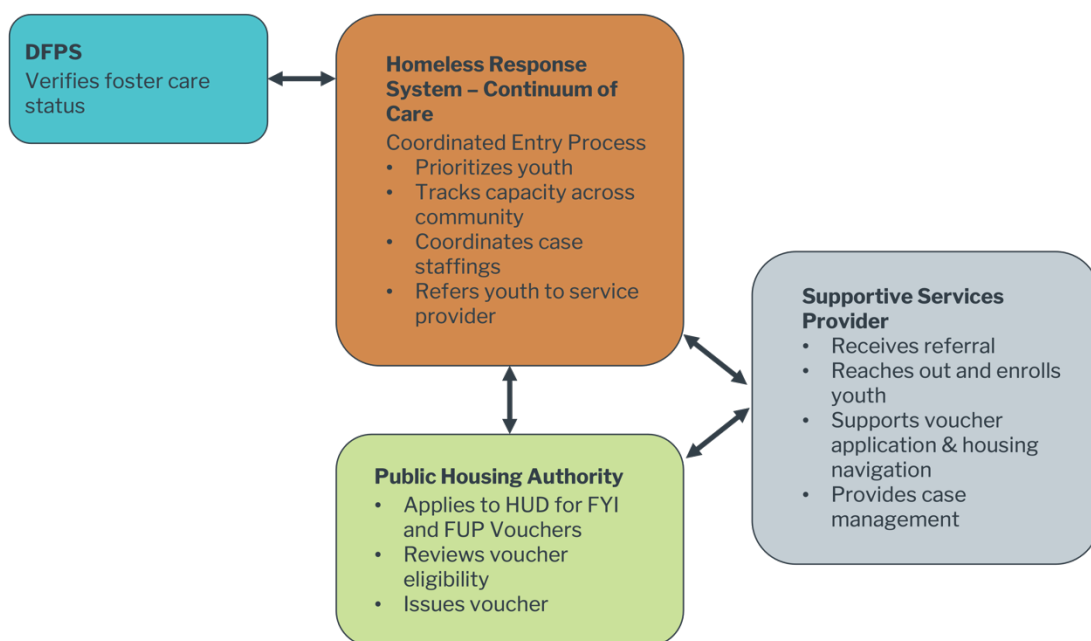 DFPS
Verifies foster care
status
Homeless Response
System – Continuum of
Care
Coordinated Entry Process
• Prioritizes youth
• Tracks capacity across
community
• Coordinates case
staffings
• Refers youth to service
provider
Supportive Services
Provider
• Receives referral
• Reaches out and enrolls
youth
• Supports voucher
application & housing
navigation
• Provides case
management
Public Housing Authority
• Applies to HUD for FYI
and FUP Vouchers
• Reviews voucher
eligibility
• Issues voucher